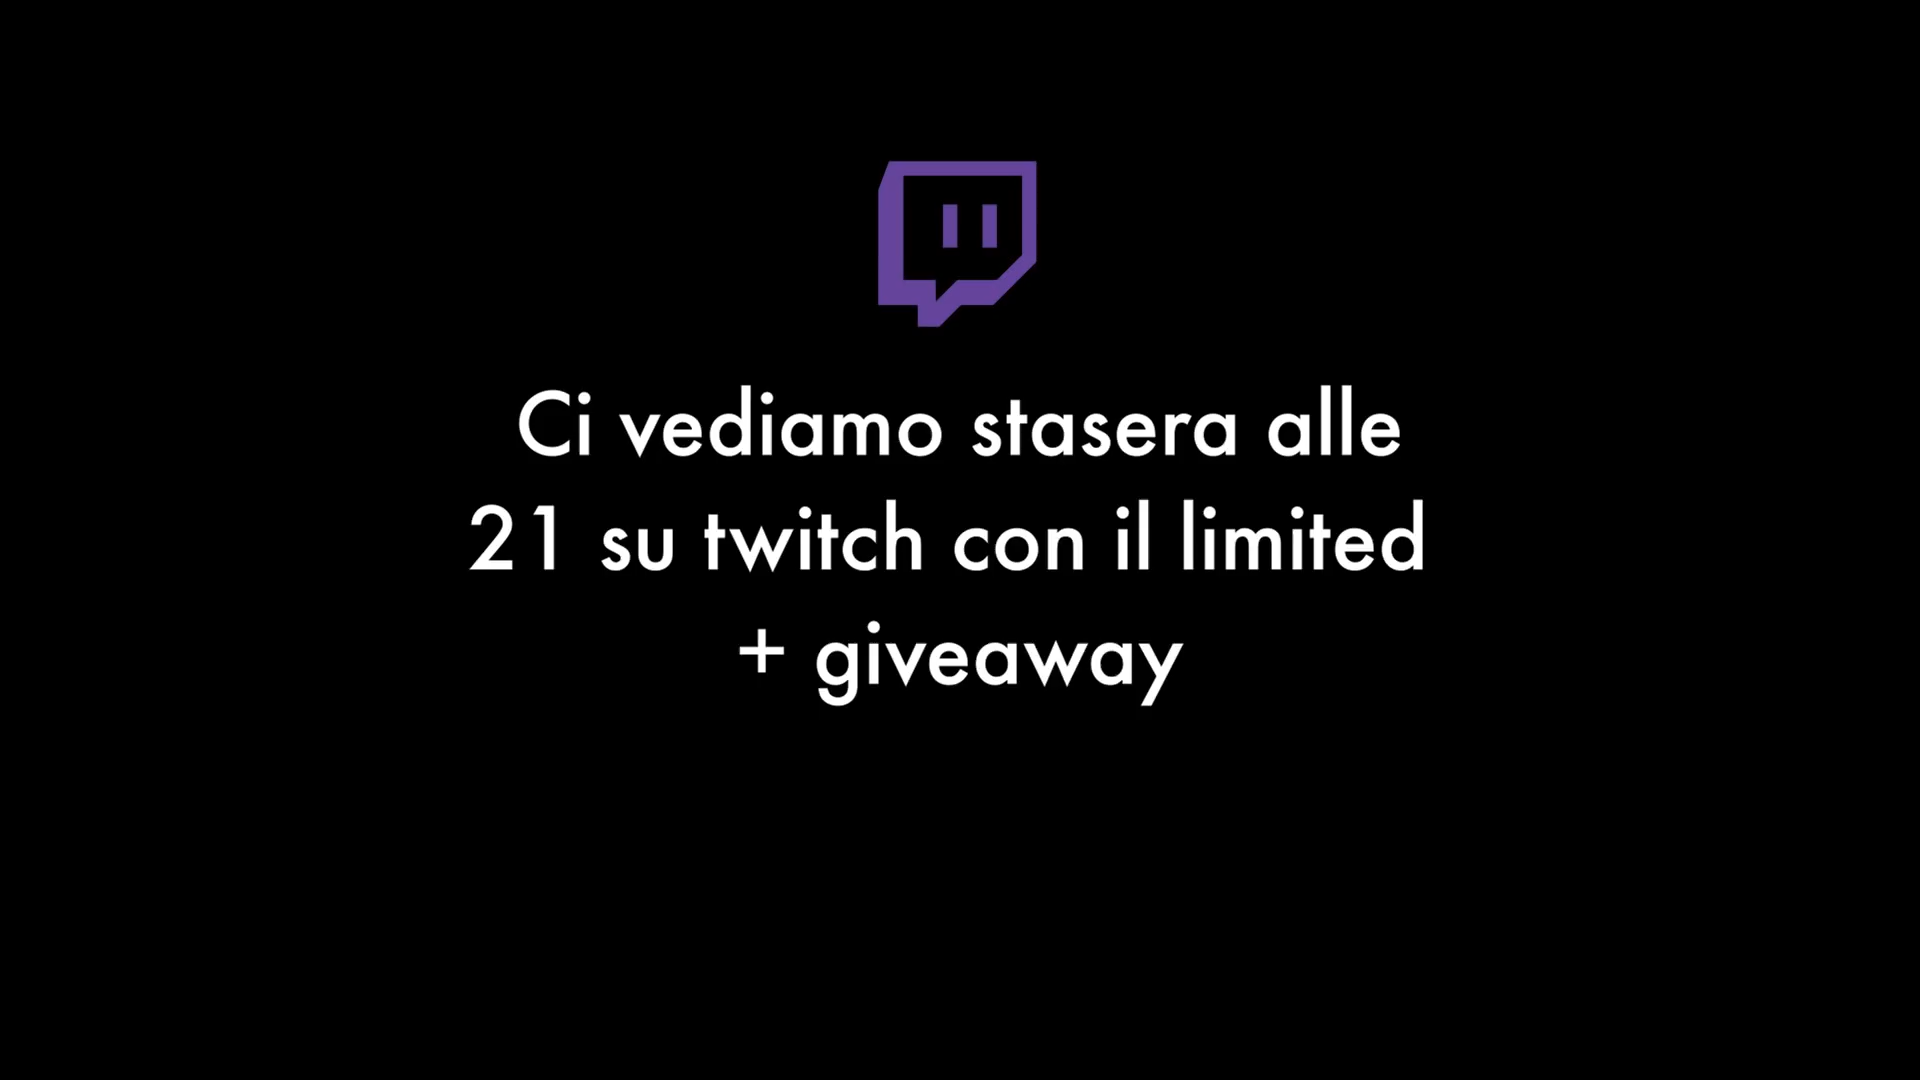 Ci vediamo stasera alle
21 su twitch con il limited
+ giveaway